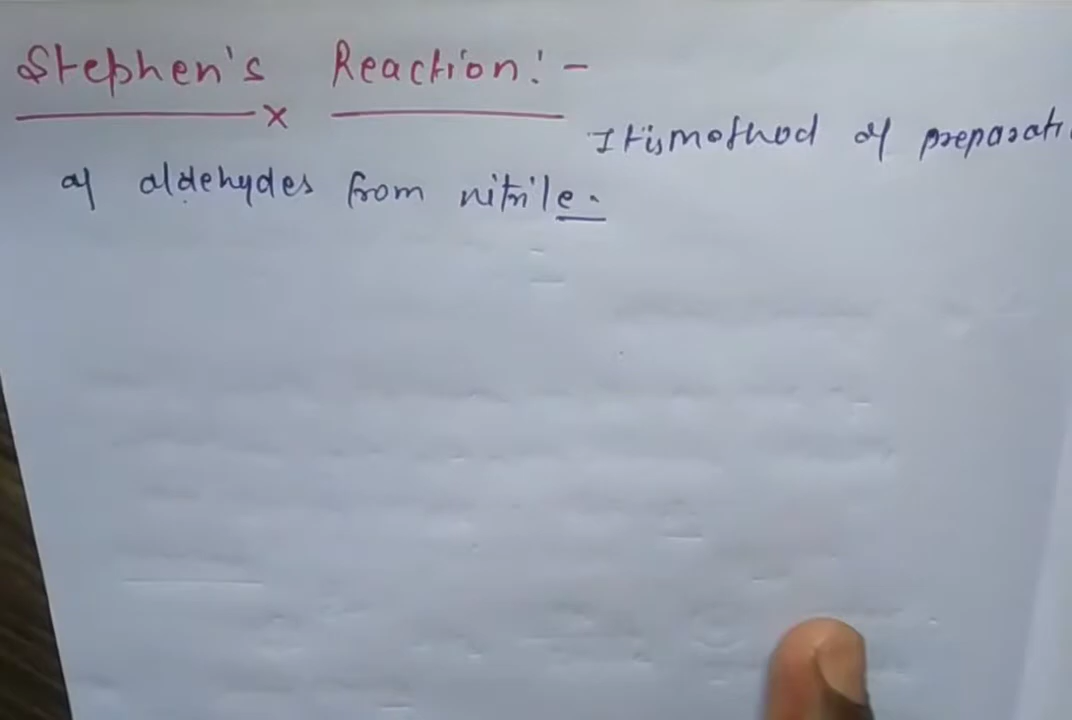 Stephen's Reaction:-
It is method of preparati
of aldehydes from nitrile.